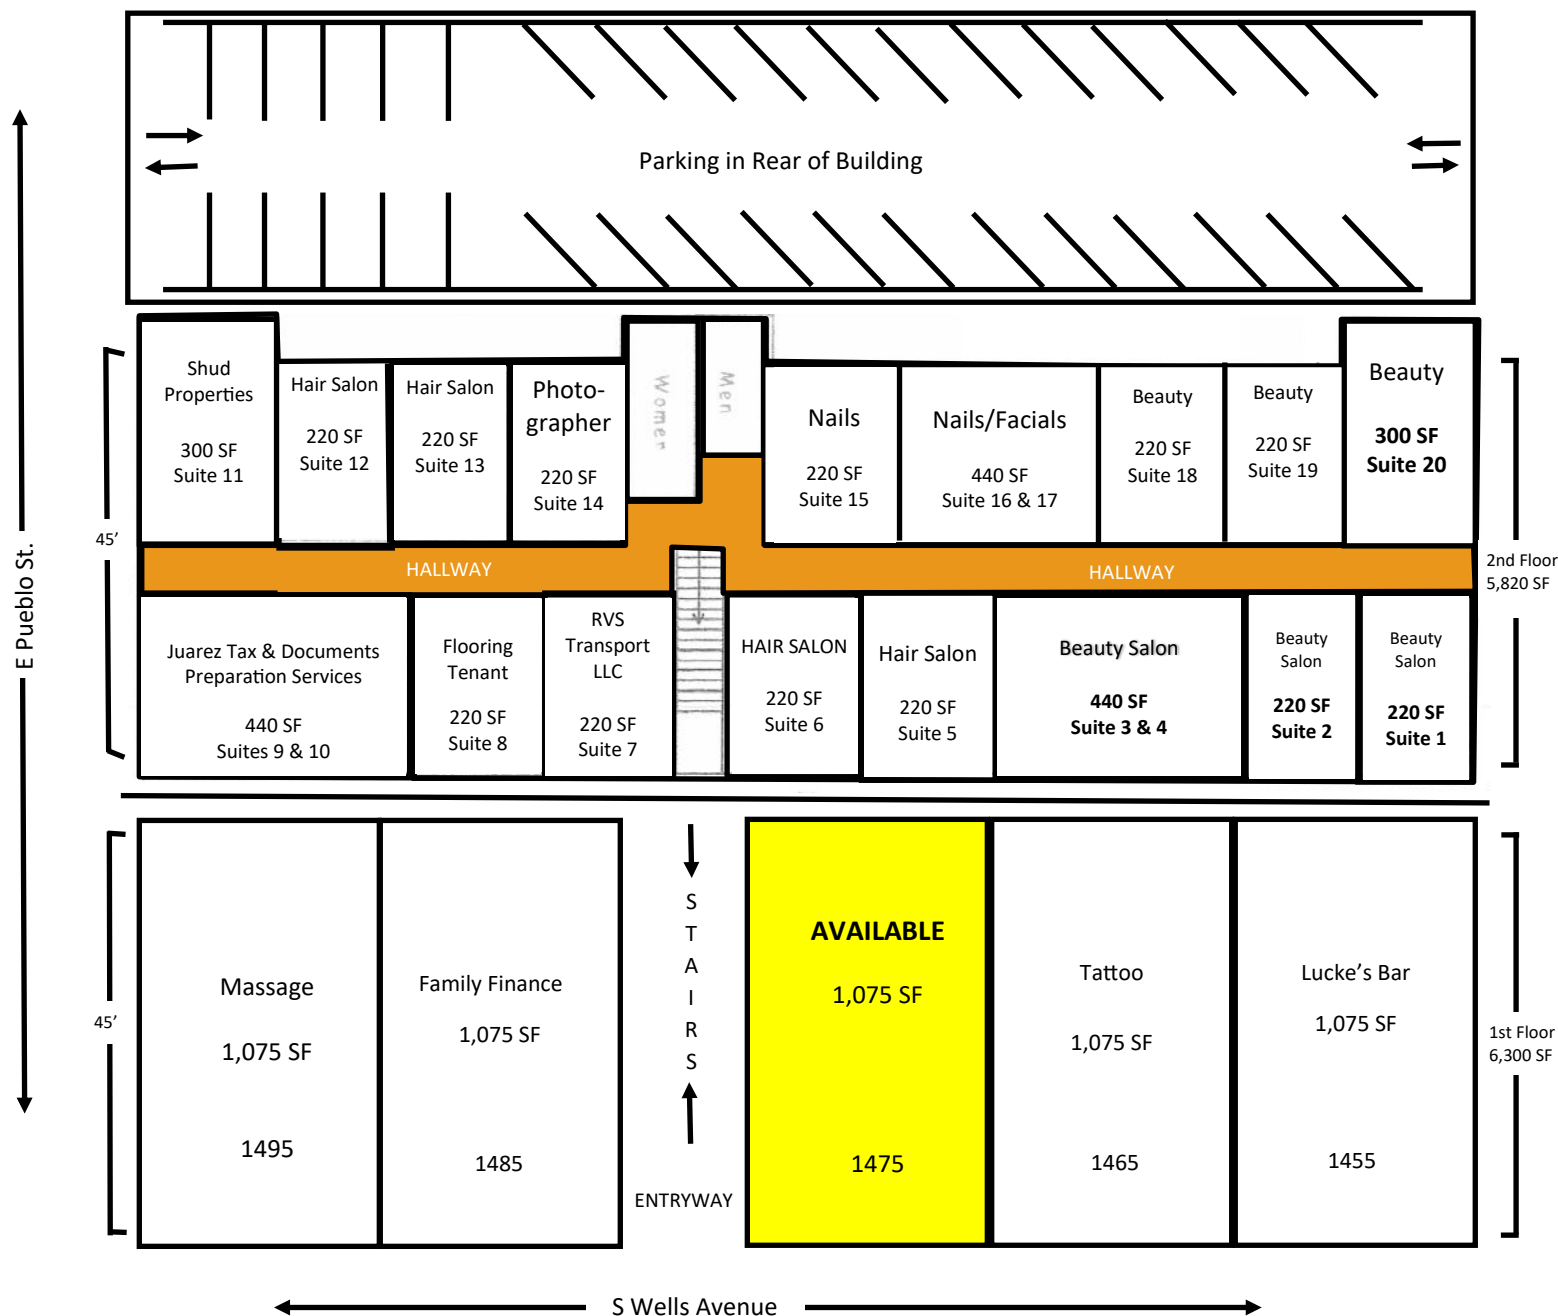 Parking in Rear of Building
E Pueblo St.
45’
Shud
Properties
300 SF
Suite 11
Hair Salon
220 SF
Suite 12
Hair Salon
220 SF
Suite 13
Photo-
grapher
220 SF
Suite 14
Women
Men
Nails
220 SF
Suite 15
Nails/Facials
440 SF
Suite 16 & 17
Beauty
220 SF
Suite 18
Beauty
220 SF
Suite 19
Beauty
300 SF
Suite 20
HALLWAY
HALLWAY
2nd Floor
5,820 SF
Juarez Tax & Documents
Preparation Services
440 SF
Suites 9 & 10
Flooring
Tenant
220 SF
Suite 8
RVS
Transport
LLC
220 SF
Suite 7
HAIR SALON
220 SF
Suite 6
Hair Salon
220 SF
Suite 5
Beauty Salon
440 SF
Suite 3 & 4
Beauty
Salon
220 SF
Suite 2
Beauty
Salon
220 SF
Suite 1
45’
Massage
1,075 SF
1495
Family Finance
1,075 SF
1485
STAIRS
ENTRYWAY
AVAILABLE
1,075 SF
1475
Tattoo
1,075 SF
1465
Lucke’s Bar
1,075 SF
1455
1st Floor
6,300 SF
S Wells Avenue